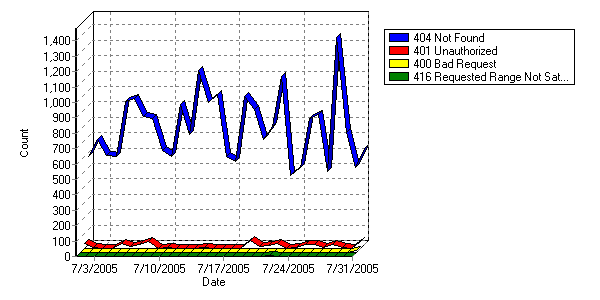 1,400
1,300
1,200
1,100
1,000
900
800
700
600
500
400
300
200
100
0
Count
7/3/2005 7/10/2005 7/17/2005 7/24/2005 7/31/2005
Date
404 Not Found
401 Unauthorized
400 Bad Request
416 Requested Range Not Sat...